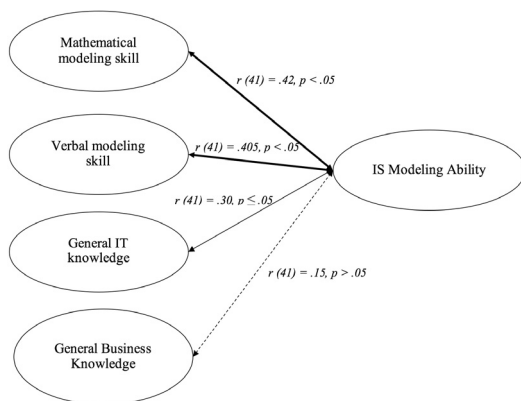 Mathematical
modeling skill
r (41) = .42, p < .05
Verbal modeling
skill
r (41) = .405, p < .05
IS Modeling Ability
r (41) = .30, p ≤ .05
General IT
knowledge
r (41) = .15, p > .05
General Business
Knowledge